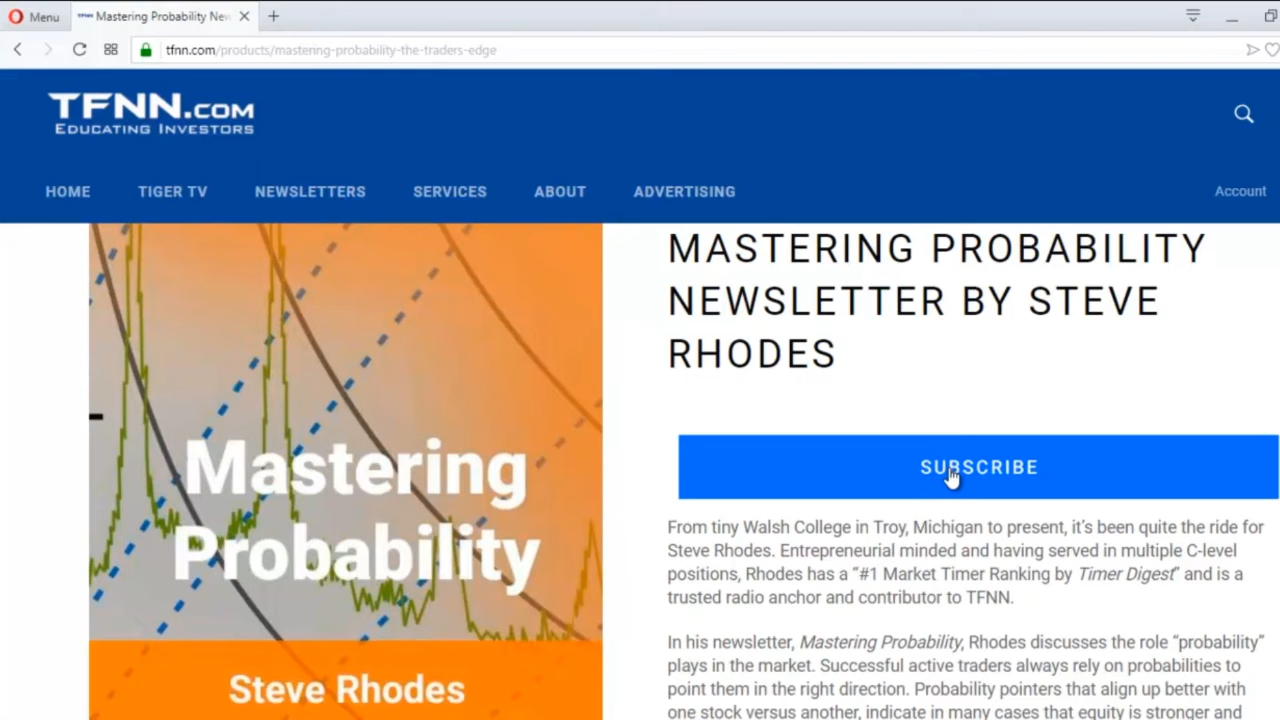 Menu
Mastering Probability New
tfnn.com/products/mastering-probability-the-traders-edge
TFNN.COM
EDUCATING INVESTORS
HOME TIGER TV NEWSLETTERS SERVICES ABOUT ADVERTISING Account
MASTERING PROBABILITY
NEWSLETTER BY STEVE
RHODES
SUBSCRIBE
From tiny Walsh College in Troy, Michigan to present, it’s been quite the ride for
Steve Rhodes. Entrepreneurial minded and having served in multiple C-level
positions, Rhodes has a “#1 Market Timer Ranking by Timer Digest” and is a
trusted radio anchor and contributor to TFNN.
In his newsletter, Mastering Probability, Rhodes discusses the role “probability”
plays in the market. Successful active traders always rely on probabilities to
point them in the right direction. Probability pointers that align up better with
one stock versus another, indicate in many cases that equity is stronger and
Mastering
Probability
Steve Rhodes